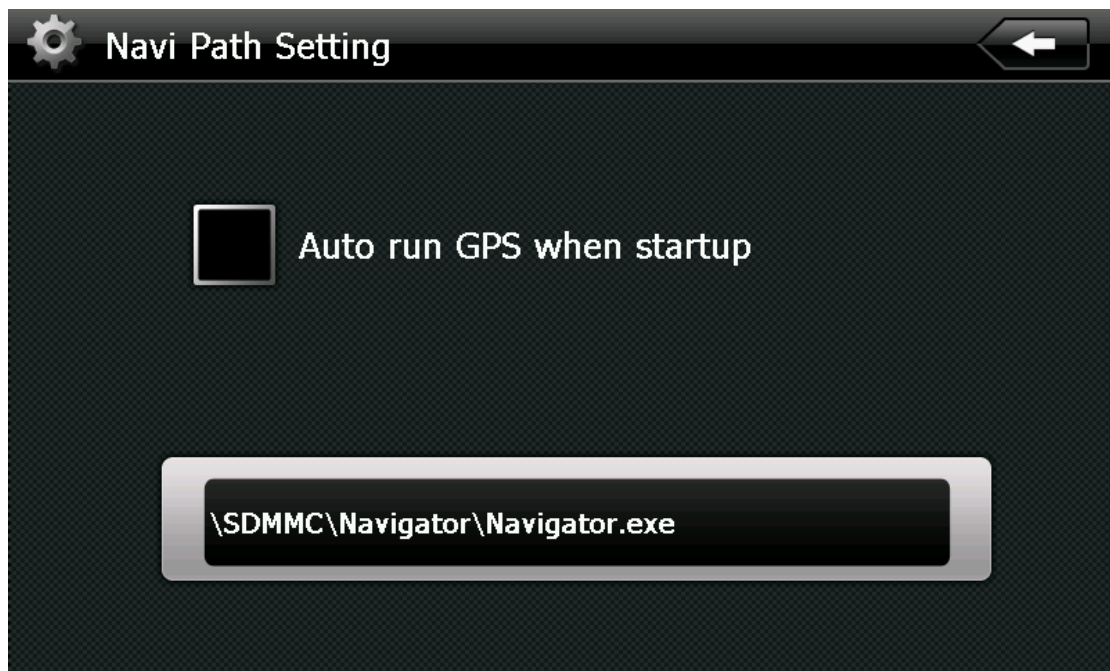 Navi Path Setting
Auto run GPS when startup
\SDMMC\Navigator\Navigator.exe